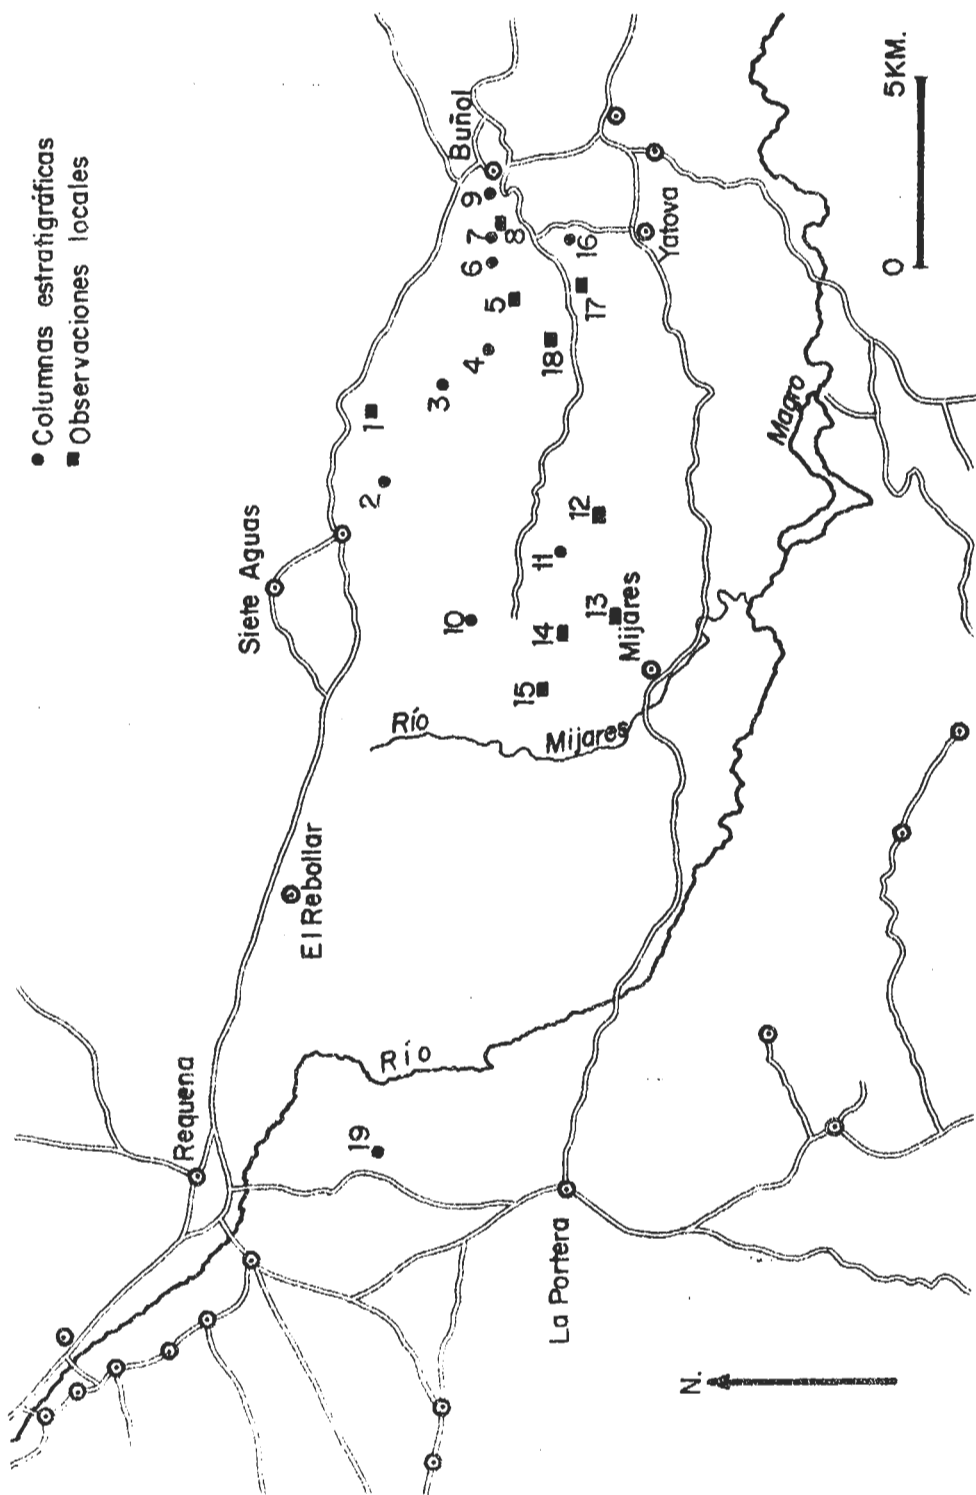 Columnas estratigráficas
Observaciones locales
Buñol
9
7
8
6
5
4
3
1
2
16
17
18
Yatova
0 5KM.
Siete Aguas
Magro
12
11
10
13
14
15
Mijares
Río
Mijares
El Rebollar
Río
Requena
19
La Portera
N.